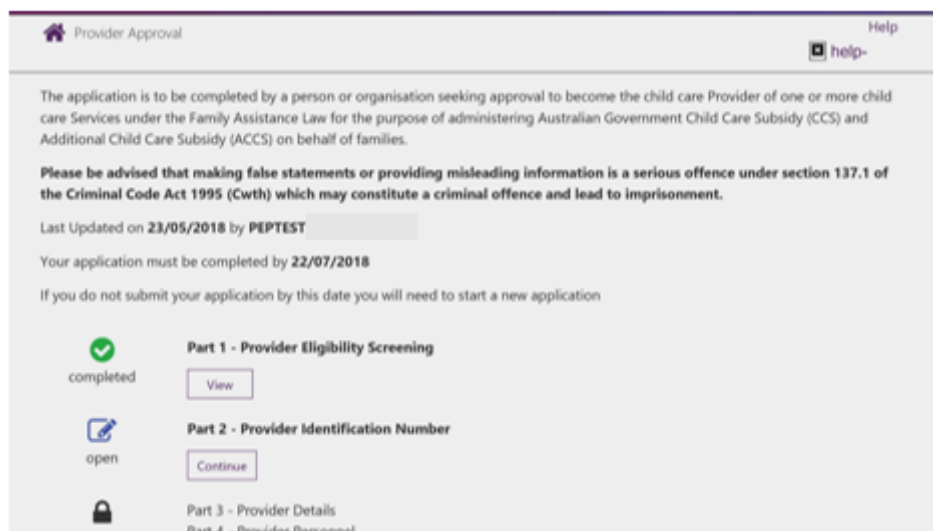 Provider Approval
Help
help-
The application is to be completed by a person or organisation seeking approval to become the child care Provider of one or more child
care Services under the Family Assistance Law for the purpose of administering Australian Government Child Care Subsidy (CCS) and
Additional Child Care Subsidy (ACCS) on behalf of families.
Please be advised that making false statements or providing misleading information is a serious offence under section 137.1 of
the Criminal Code Act 1995 (Cwth) which may constitute a criminal offence and lead to imprisonment.
Last Updated on 23/05/2018 by PEPTEST
Your application must be completed by 22/07/2018
If you do not submit your application by this date you will need to start a new application
Part 1 - Provider Eligibility Screening
completed
View
Part 2 - Provider Identification Number
open
Continue
Part 3 - Provider Details
Part 4 - Provider Personnel